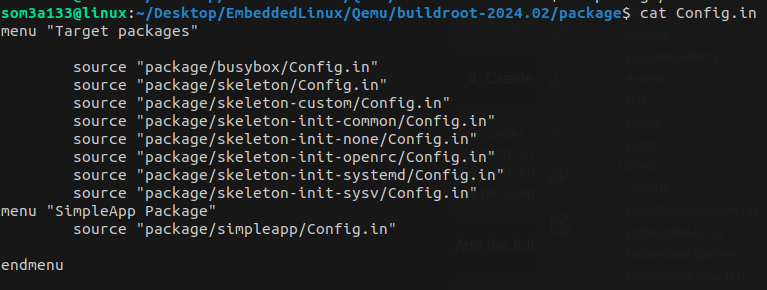 som3a133@linux:~/Desktop/EmbeddedLinux/Qemu/buildroot-2024.02/package$ cat Config.in
menu "Target packages"

        source "package/busybox/Config.in"
        source "package/skeleton/Config.in"
        source "package/skeleton-custom/Config.in"
        source "package/skeleton-init-common/Config.in"
        source "package/skeleton-init-none/Config.in"
        source "package/skeleton-init-openrc/Config.in"
        source "package/skeleton-init-systemd/Config.in"
        source "package/skeleton-init-sysv/Config.in"
menu "SimpleApp Package"
        source "package/simpleapp/Config.in"

endmenu